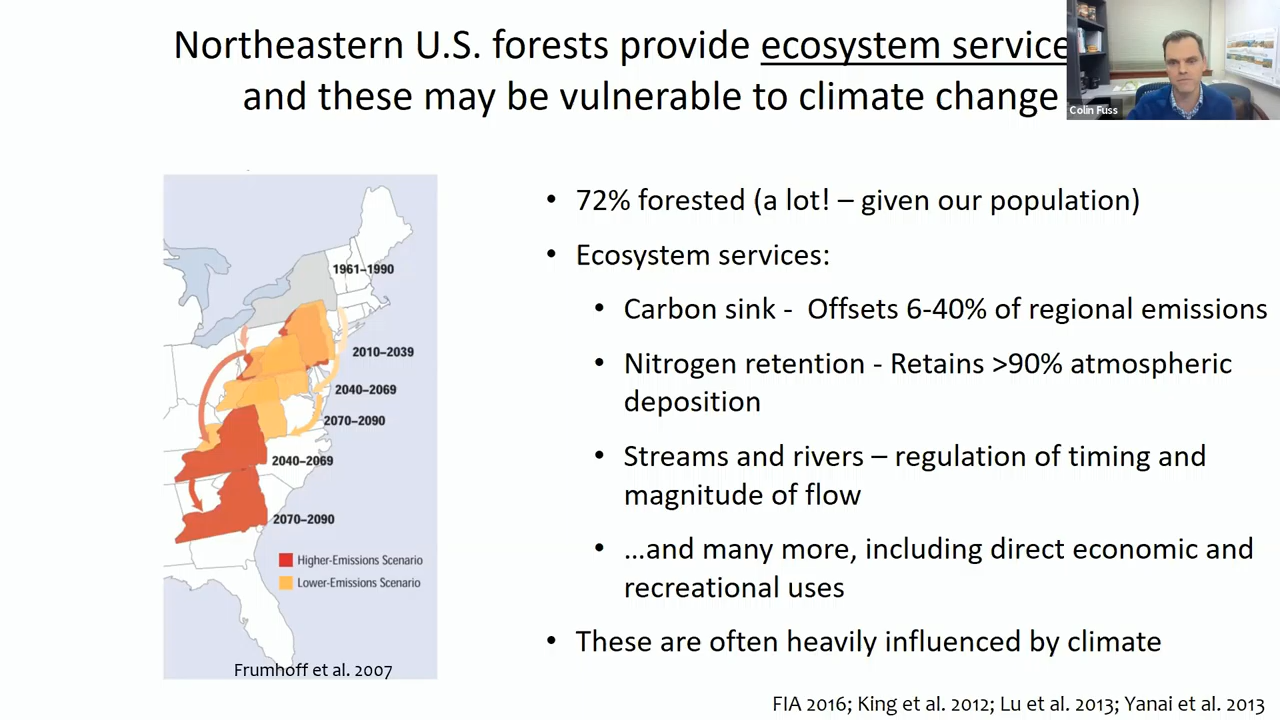 Northeastern U.S. forests provide ecosystem service
and these may be vulnerable to climate change
Colin Fuss
1961–1990
2010–2039
2040–2069
2070–2090
2040–2069
2070–2090
Higher-Emissions Scenario
Lower-Emissions Scenario
Frumhoff et al. 2007
• 72% forested (a lot! – given our population)
• Ecosystem services:
• Carbon sink - Offsets 6-40% of regional emissions
• Nitrogen retention - Retains >90% atmospheric
deposition
• Streams and rivers – regulation of timing and
magnitude of flow
• ...and many more, including direct economic and
recreational uses
• These are often heavily influenced by climate
FIA 2016; King et al. 2012; Lu et al. 2013; Yanai et al. 2013